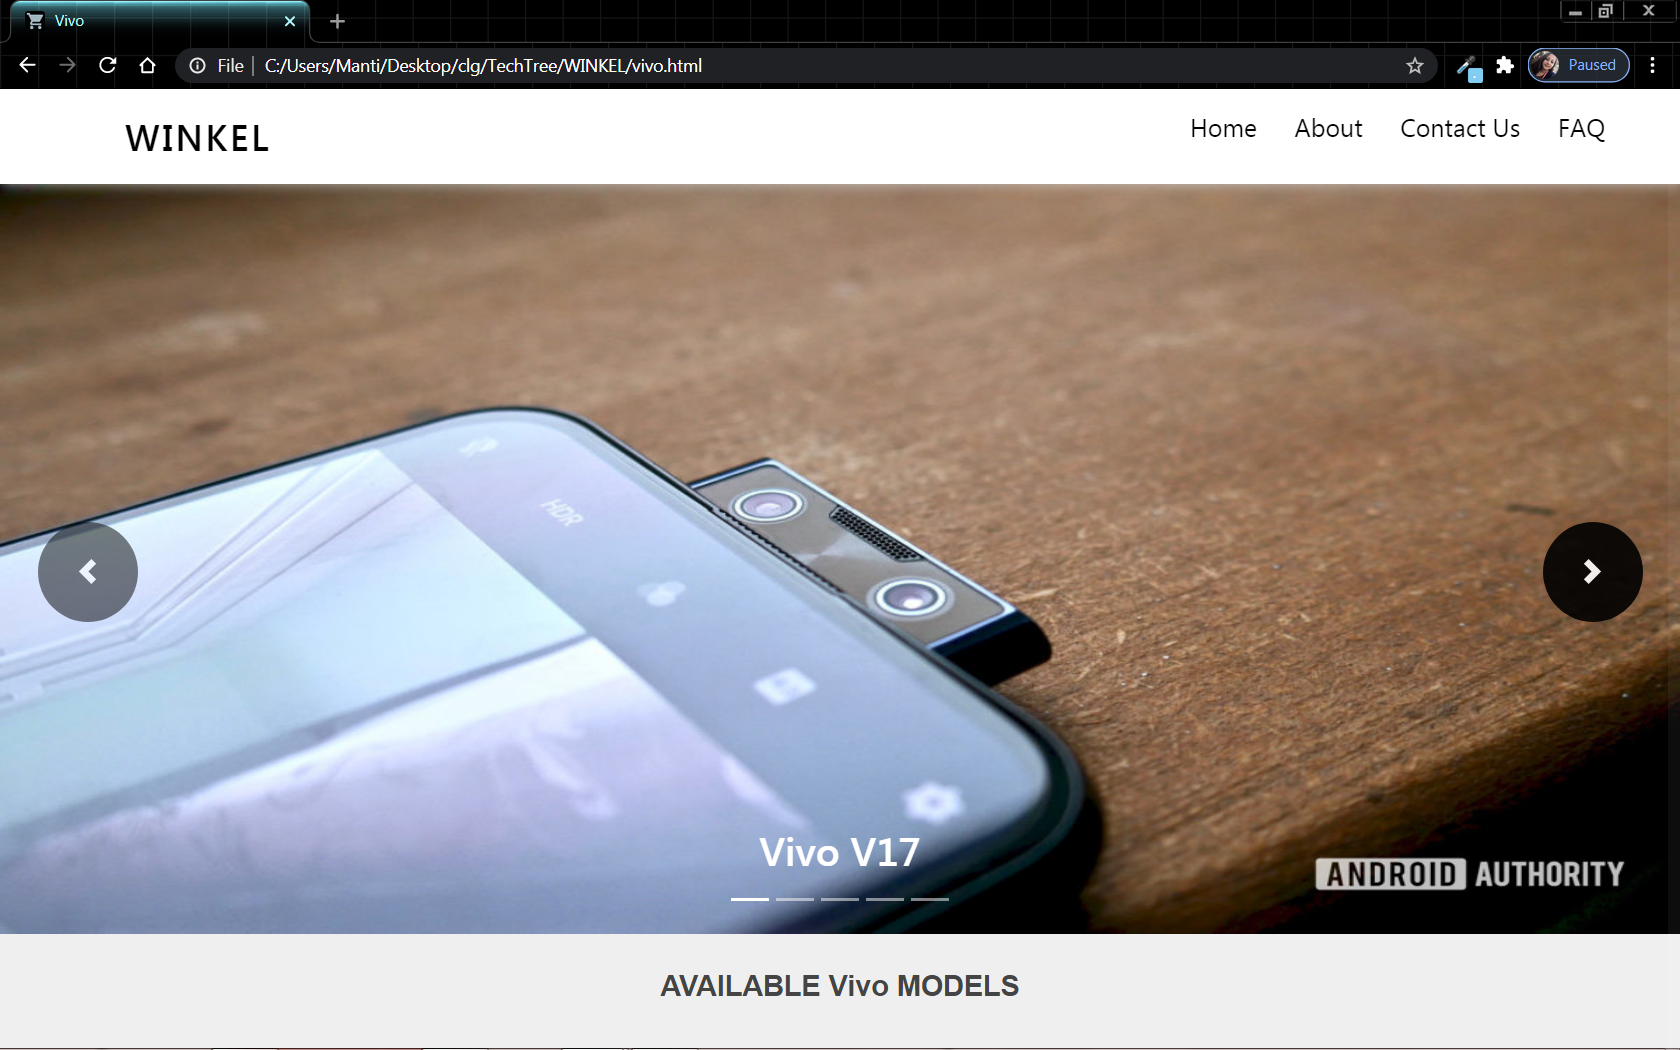 Vivo
File C:/Users/Manti/Desktop/clg/TechTree/WINKEL/vivo.html
Paused
WINKEL
Home About Contact Us FAQ
HDR
Vivo V17
ANDROID AUTHORITY
AVAILABLE Vivo MODELS